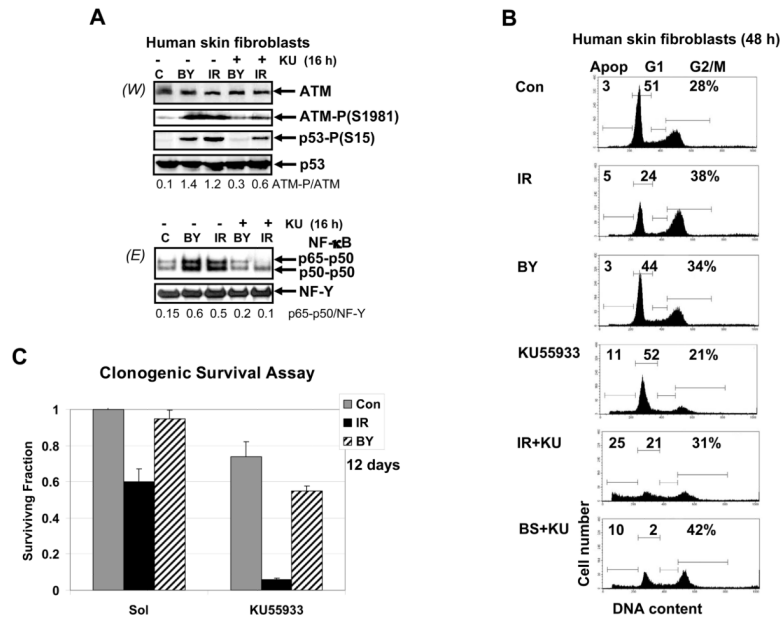 A
Human skin fibroblasts
- - - + + KU (16 h)
C BY IR BY IR
(W)
ATM
ATM-P(S1981)
p53-P(S15)
p53
0.1 1.4 1.2 0.3 0.6 ATM-P/ATM
- - - + + KU (16 h)
C BY IR BY IR NF-κB
(E)
p65-p50
p50-p50
NF-Y
0.15 0.6 0.5 0.2 0.1 p65-p50/NF-Y
B
Human skin fibroblasts (48 h)
Apop G1 G2/M
Con 3 51 28%
IR 5 24 38%
BY 3 44 34%
KU55933 11 52 21%
IR+KU 25 21 31%
BS+KU 10 2 42%
Cell number
DNA content
C
Clonogenic Survival Assay
Con
IR
BY
12 days
Survivivng Fraction
1
0.8
0.6
0.4
0.2
0
Sol KU55933